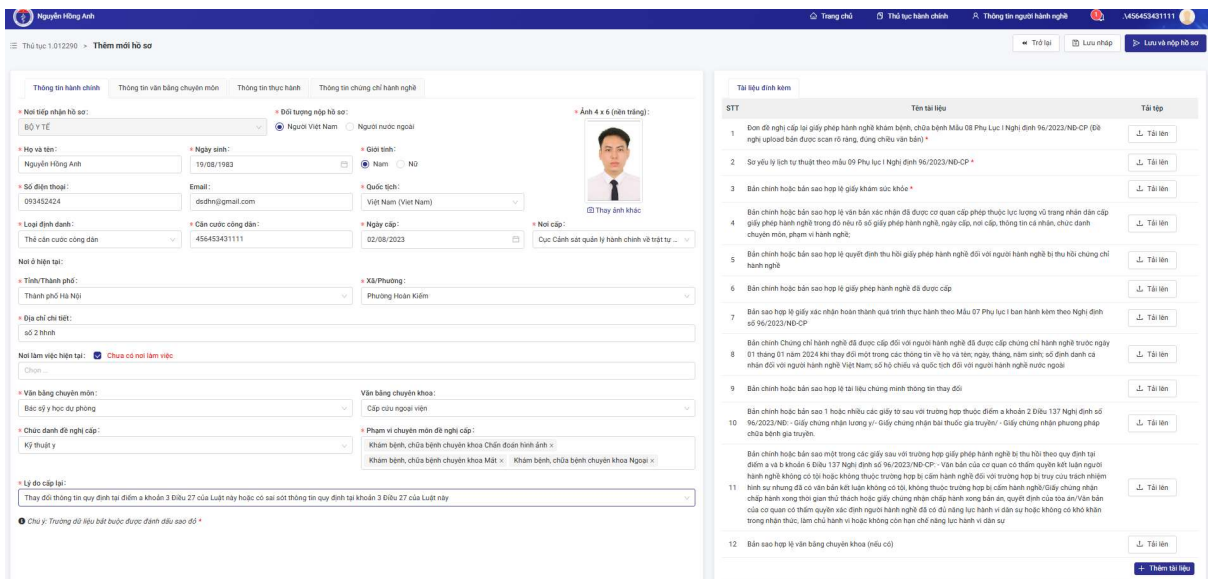 Nguyễn Hồng Anh
Trang chủ
Thủ tục hành chính
Thông tin người hành nghề
1
.\456453431111
Thủ tục 1.012290 > Thêm mới hồ sơ
Trở lại
Lưu nháp
Lưu và nộp hồ sơ
Thông tin hành chính
Thông tin văn bằng chuyên môn
Thông tin thực hành
Thông tin chứng chỉ hành nghề
* Nơi tiếp nhận hồ sơ:
BỘ Y TẾ
* Đối tượng nộp hồ sơ:
Người Việt Nam
Người nước ngoài
* Ảnh 4 x 6 (nền trắng):
Thay ảnh khác
* Họ và tên:
Nguyễn Hồng Anh
* Ngày sinh:
19/08/1983
* Giới tính:
Nam
Nữ
* Số điện thoại:
093452424
Email:
dsdhn@gmail.com
* Quốc tịch:
Việt Nam (Viet Nam)
* Loại định danh:
Thẻ căn cước công dân
* Căn cước công dân:
456453431111
* Ngày cấp:
02/08/2023
* Nơi cấp:
Cục Cảnh sát quản lý hành chính về trật tự ...
Nơi ở hiện tại:
* Tỉnh/Thành phố:
Thành phố Hà Nội
* Xã/Phường:
Phường Hoàn Kiếm
* Địa chỉ chi tiết:
số 2 hhnh
Nơi làm việc hiện tại:
Chưa có nơi làm việc
Chọn ...
* Văn bằng chuyên môn:
Bác sỹ y học dự phòng
Văn bằng chuyên khoa:
Cấp cứu ngoại viện
* Chức danh đề nghị cấp:
Kỹ thuật y
* Phạm vi chuyên môn đề nghị cấp:
Khám bệnh, chữa bệnh chuyên khoa Chẩn đoán hình ảnh ×
Khám bệnh, chữa bệnh chuyên khoa Mắt ×
Khám bệnh, chữa bệnh chuyên khoa Ngoại ×
* Lý do cấp lại:
Thay đổi thông tin quy định tại điểm a khoản 3 Điều 27 của Luật này hoặc có sai sót thông tin quy định tại khoản 3 Điều 27 của Luật này
Chú ý: Trường dữ liệu bắt buộc được đánh dấu sao đỏ *
Tài liệu đính kèm
STT
Tên tài liệu
Tải tệp
1
Đơn đề nghị cấp lại giấy phép hành nghề khám bệnh, chữa bệnh Mẫu 08 Phụ Lục I Nghị định 96/2023/NĐ-CP (Đề
nghị upload bản được scan rõ ràng, đúng chiều văn bản) *
Tải lên
2
Sơ yếu lý lịch tự thuật theo mẫu 09 Phụ lục I Nghị định 96/2023/NĐ-CP *
Tải lên
3
Bản chính hoặc bản sao hợp lệ giấy khám sức khỏe *
Tải lên
4
Bản chính hoặc bản sao hợp lệ văn bản xác nhận đã được cơ quan cấp phép thuộc lực lượng vũ trang nhân dân cấp
giấy phép hành nghề trong đó nêu rõ số giấy phép hành nghề, ngày cấp, nơi cấp, thông tin cá nhân, chức danh
chuyên môn, phạm vi hành nghề;
Tải lên
5
Bản chính hoặc bản sao hợp lệ quyết định thu hồi giấy phép hành nghề đối với người hành nghề bị thu hồi chứng chỉ
hành nghề
Tải lên
6
Bản chính hoặc bản sao hợp lệ giấy phép hành nghề đã được cấp
Tải lên
7
Bản sao hợp lệ giấy xác nhận hoàn thành quá trình thực hành theo Mẫu 07 Phụ lục I ban hành kèm theo Nghị định
số 96/2023/NĐ-CP
Tải lên
8
Bản chính Chứng chỉ hành nghề đã được cấp đối với người hành nghề đã được cấp chứng chỉ hành nghề trước ngày
01 tháng 01 năm 2024 khi thay đổi một trong các thông tin về họ và tên; ngày, tháng, năm sinh; số định danh cá
nhân đối với người hành nghề Việt Nam; số hộ chiếu và quốc tịch đối với người hành nghề nước ngoài
Tải lên
9
Bản chính hoặc bản sao hợp lệ tài liệu chứng minh thông tin thay đổi
Tải lên
10
Bản chính hoặc bản sao 1 hoặc nhiều các giấy tờ sau với trường hợp thuộc điểm a khoản 2 Điều 137 Nghị định số
96/2023/NĐ: - Giấy chứng nhận lương y/- Giấy chứng nhận bài thuốc gia truyền/ - Giấy chứng nhận phương pháp
chữa bệnh gia truyền.
Tải lên
11
Bản chính hoặc bản sao một trong các giấy sau với trường hợp giấy phép hành nghề bị thu hồi theo quy định tại
điểm a và b khoản 6 Điều 137 Nghị định số 96/2023/NĐ-CP: - Văn bản của cơ quan có thẩm quyền kết luận người
hành nghề không có tội hoặc không thuộc trường hợp bị cấm hành nghề đối với trường hợp bị truy cứu trách nhiệm
hình sự nhưng đã có văn bản kết luận không có tội, không thuộc trường hợp bị cấm hành nghề/Giấy chứng nhận
chấp hành xong thời gian thử thách hoặc giấy chứng nhận chấp hành xong bản án, quyết định của tòa án/Văn bản
của cơ quan có thẩm quyền xác định người hành nghề đã có đủ năng lực hành vi dân sự hoặc không có khó khăn
trong nhận thức, làm chủ hành vi hoặc không còn hạn chế năng lực hành vi dân sự
Tải lên
12
Bản sao hợp lệ văn bằng chuyên khoa (nếu có)
Tải lên
+ Thêm tài liệu